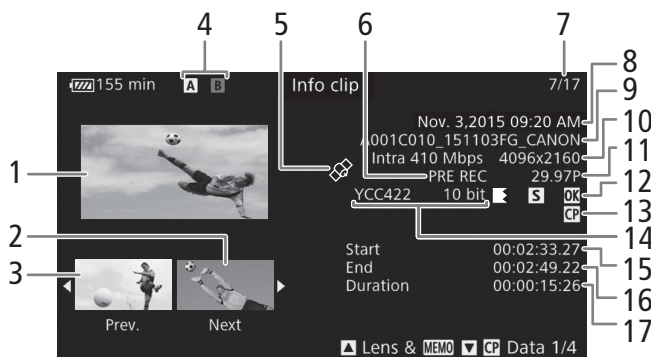 4 5 6 7
155 min A B Info clip 7/17
8
Nov. 3,2015 09:20 AM
9
A001C010_151103FG_CANON
10
Intra 410 Mbps 4096x2160
11
PRE REC 29.97P
12
YCC422 10 bit S OK
CP
13
14
1
2
3
Start 00:02:33.27
15
End 00:02:49.22
16
Duration 00:00:15:26
17
Prev. Next
Lens & MEMO CP Data 1/4